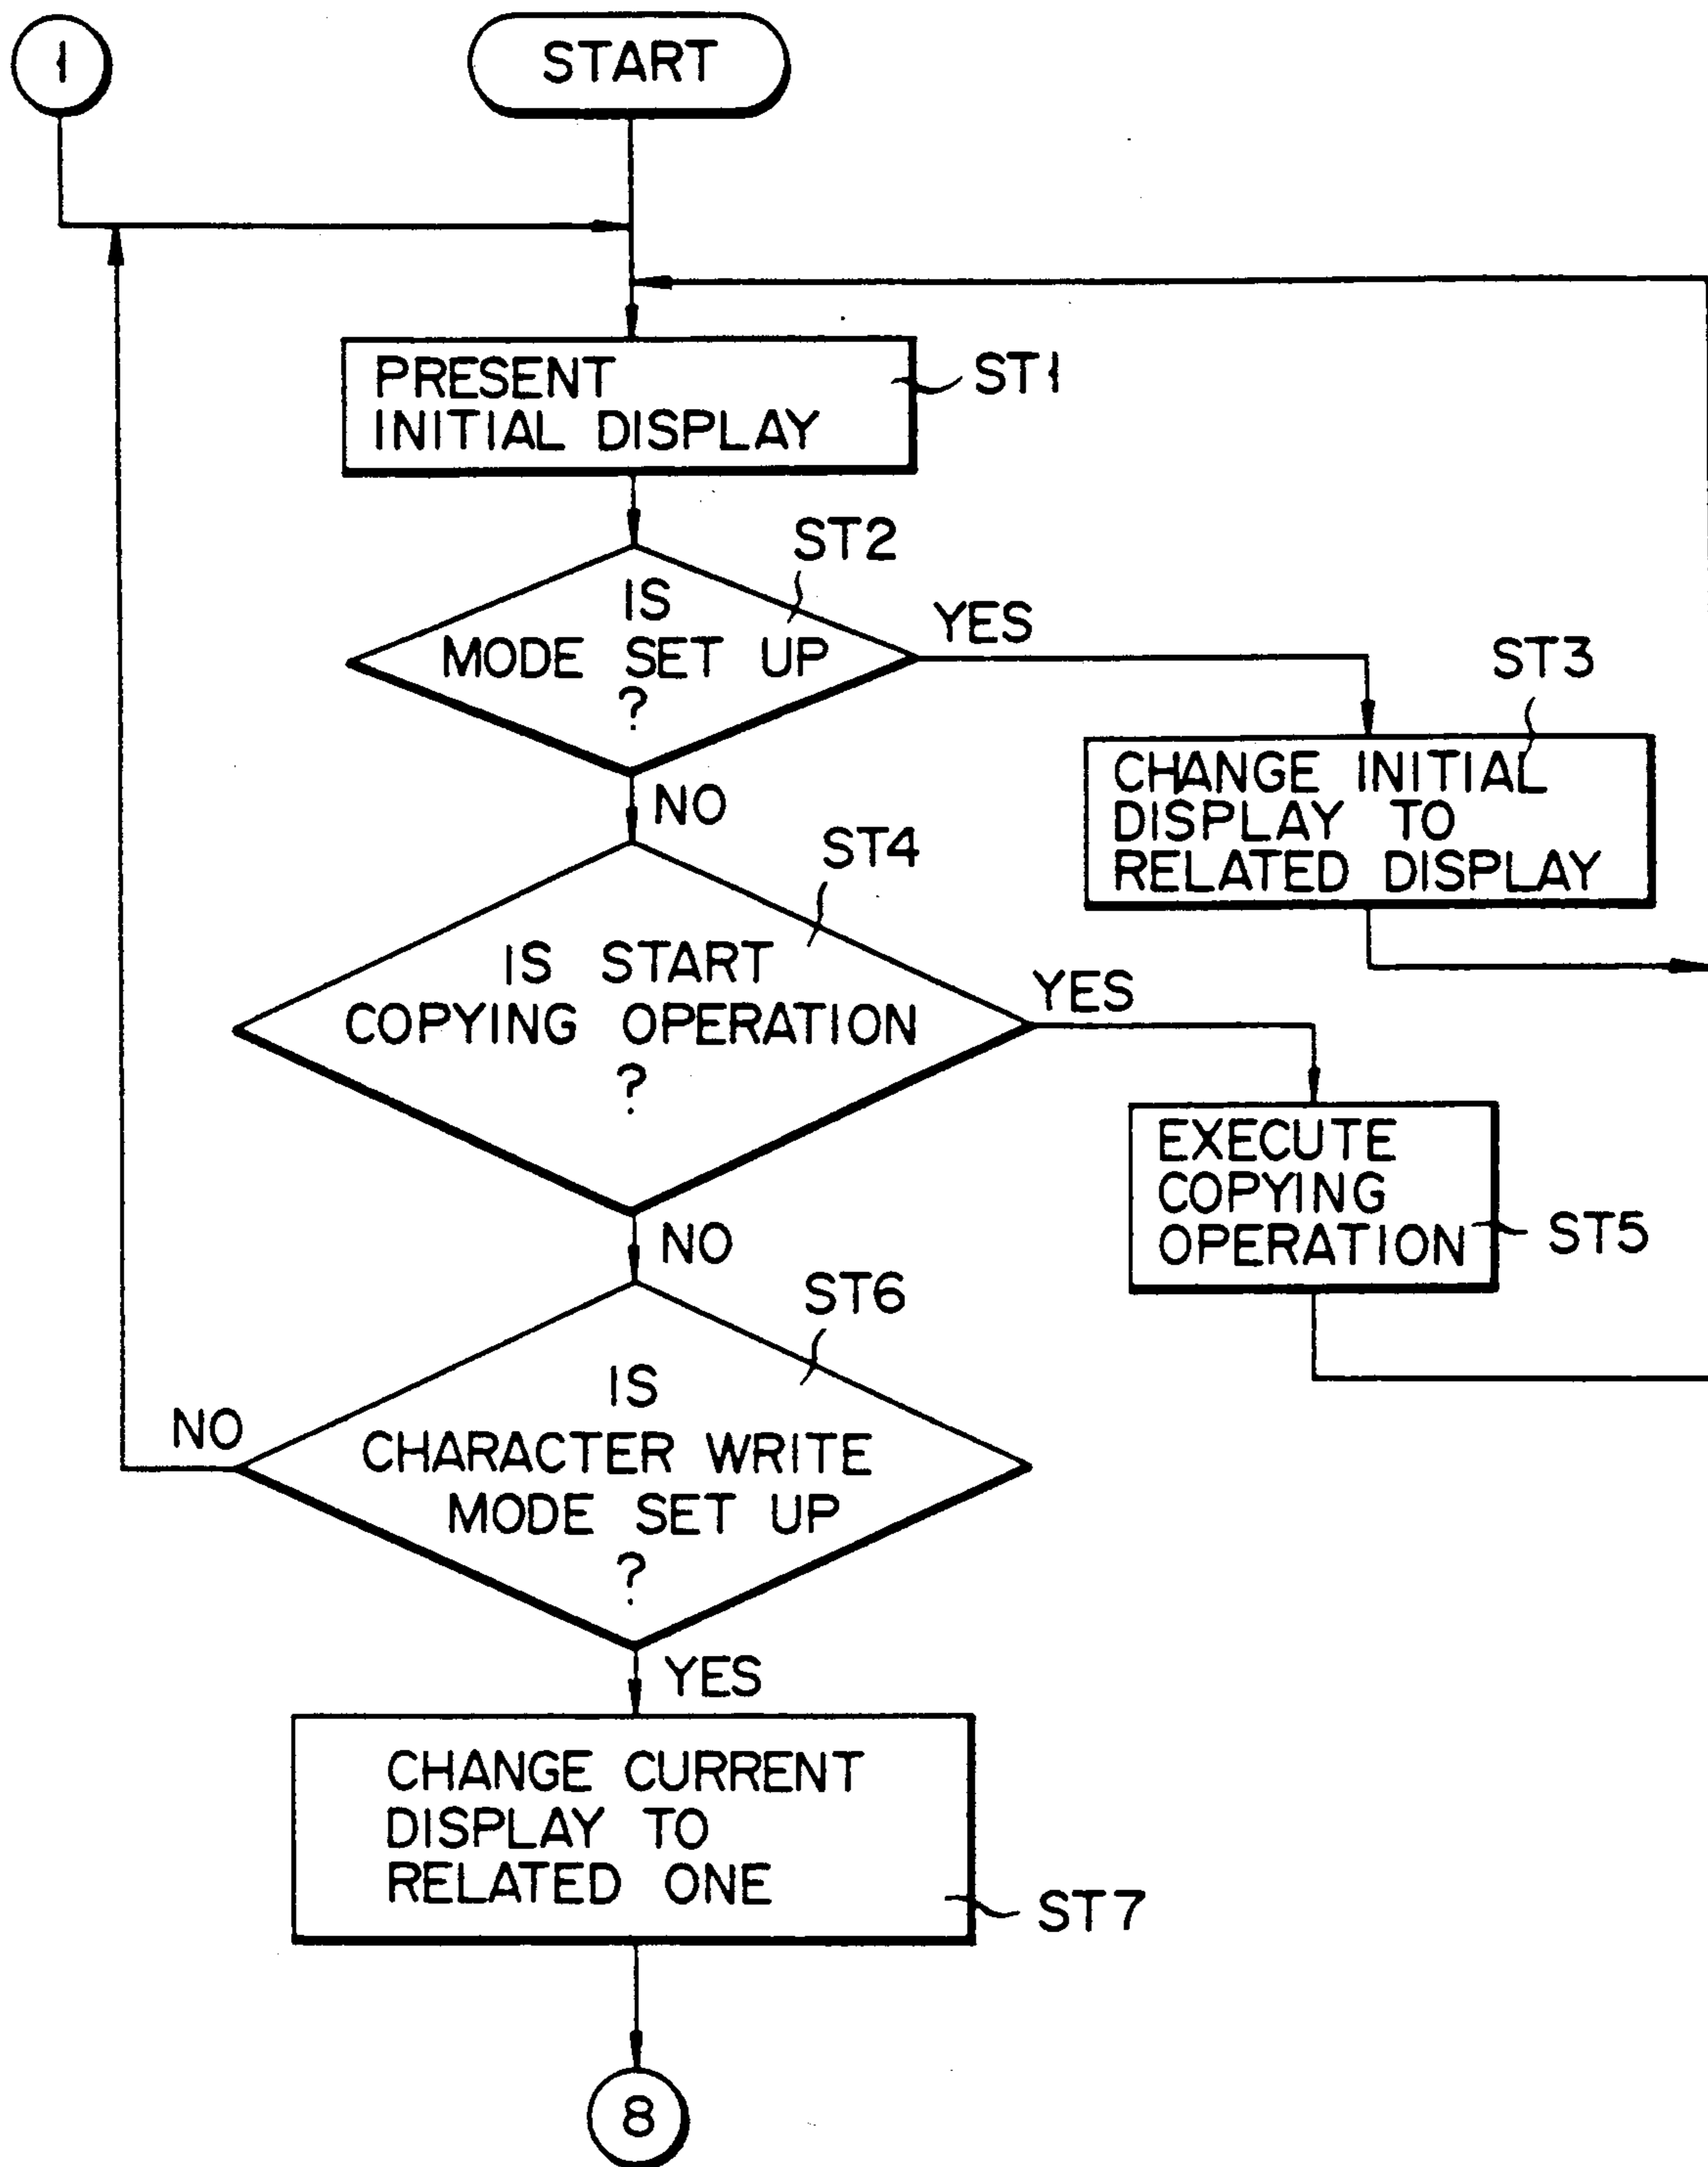 1
START
PRESENT
INITIAL DISPLAY
ST1
ST2
IS
MODE SET UP
?
YES
ST3
CHANGE INITIAL
DISPLAY TO
RELATED DISPLAY
NO
ST4
IS START
COPYING OPERATION
?
YES
EXECUTE
COPYING
OPERATION
ST5
NO
ST6
IS
CHARACTER WRITE
MODE SET UP
?
NO
YES
CHANGE CURRENT
DISPLAY TO
RELATED ONE
ST7
8